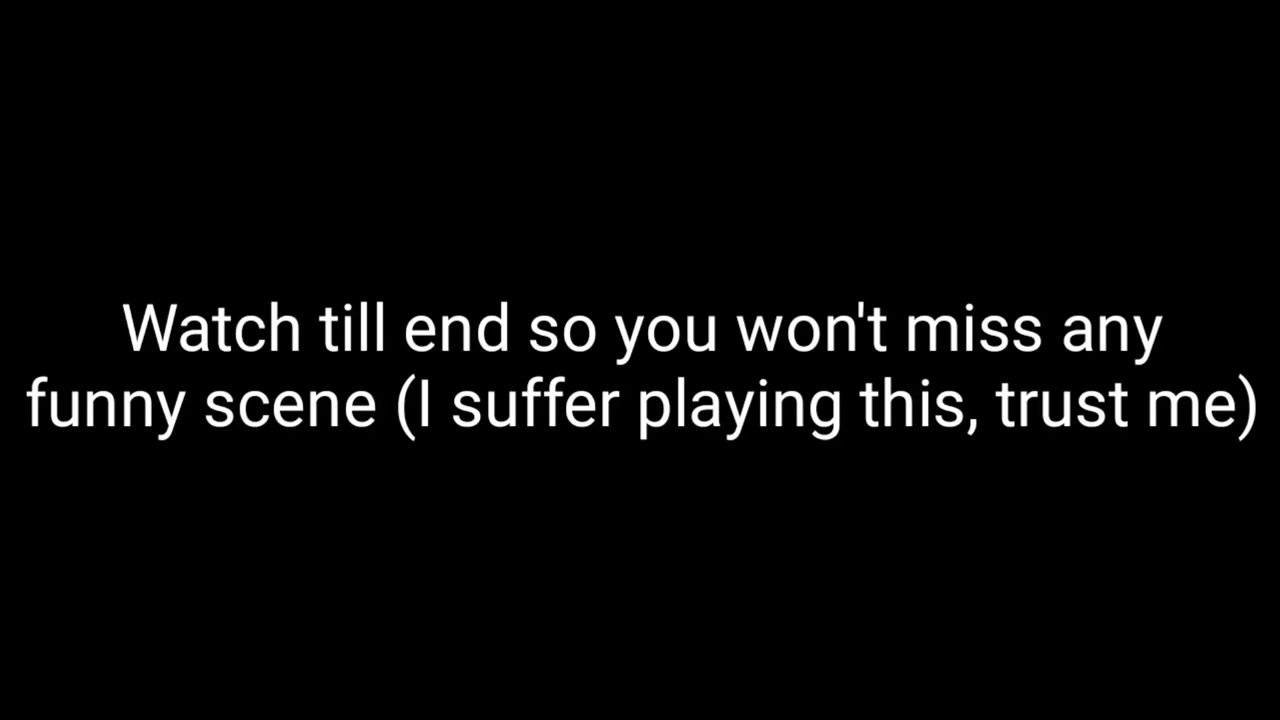 Watch till end so you won't miss any
funny scene (I suffer playing this, trust me)